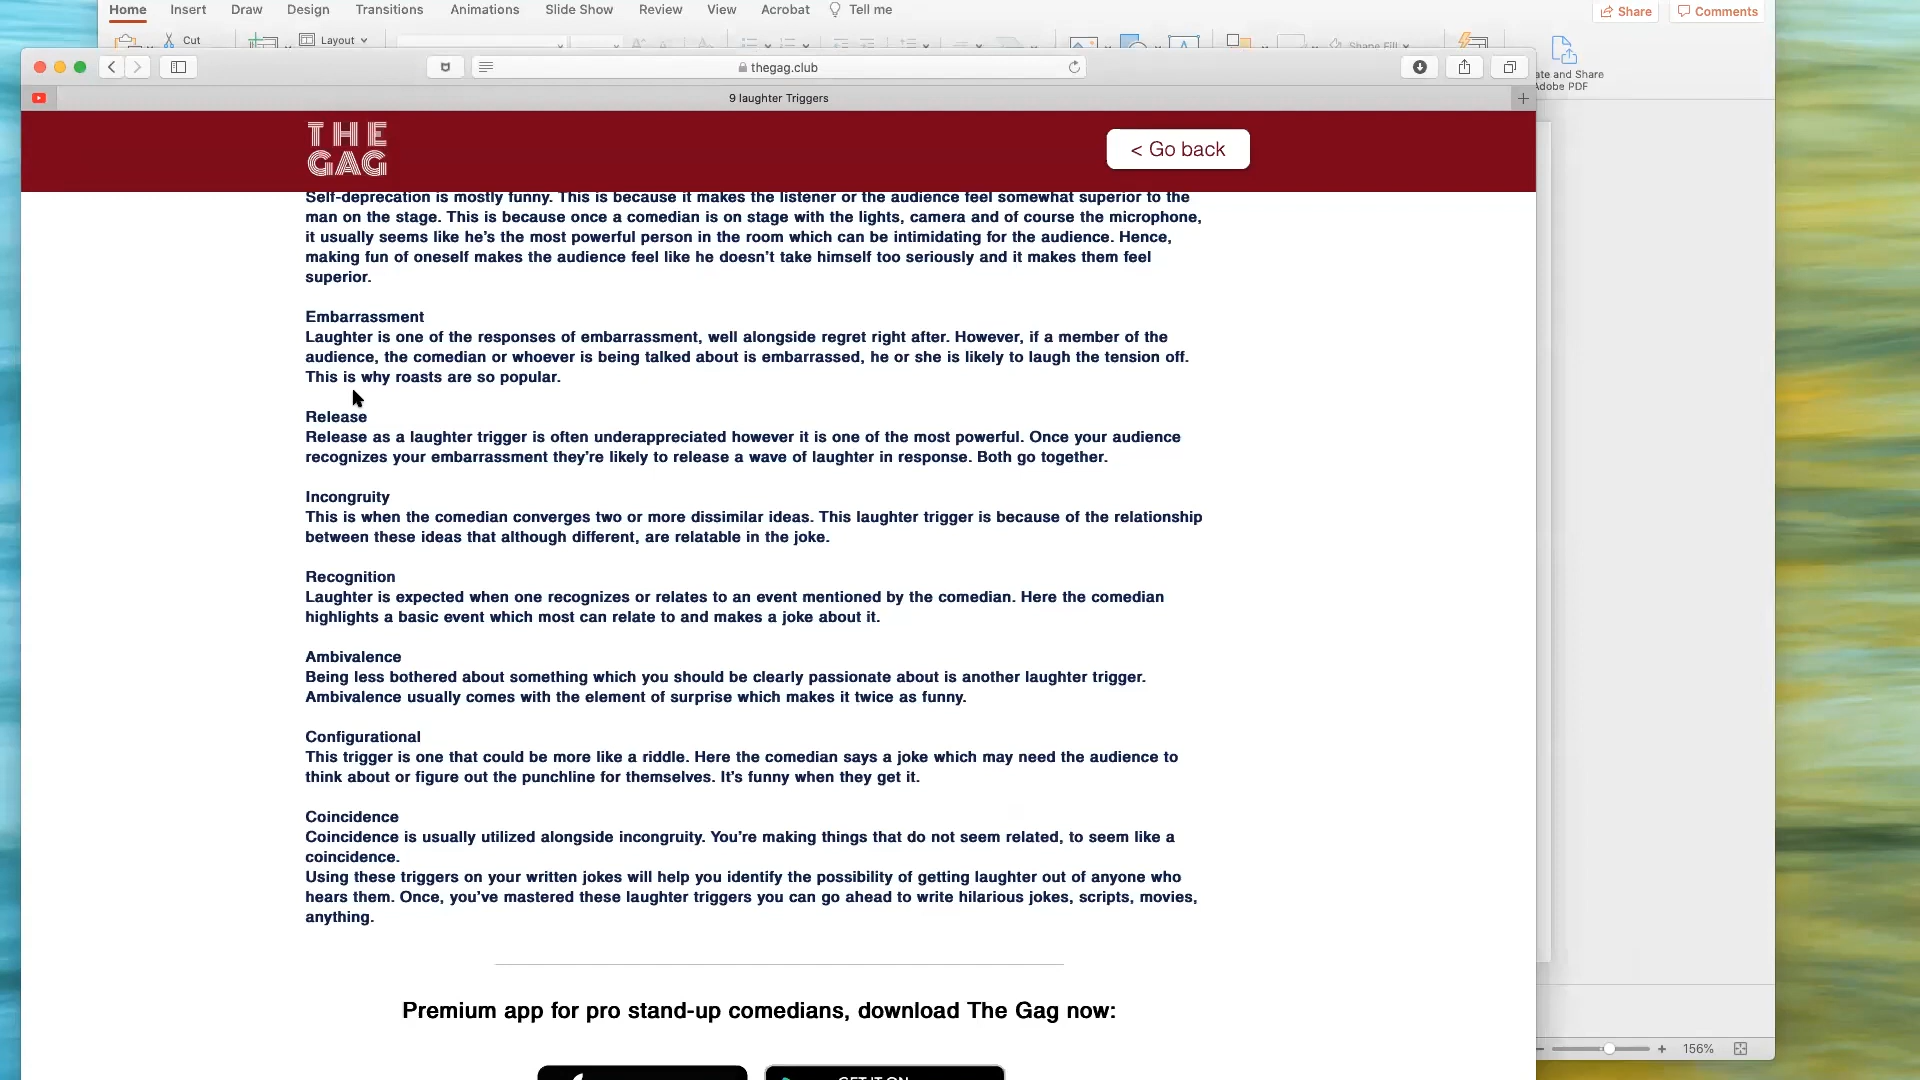 Home Insert Draw Design Transitions Animations Slide Show Review View Acrobat Tell me
Share Comments
Cut Layout
thegag.club
ate and Share
Adobe PDF
9 laughter Triggers
THE
GAG
< Go back
Self-deprecation is mostly funny. This is because it makes the listener or the audience feel somewhat superior to the
man on the stage. This is because once a comedian is on stage with the lights, camera and of course the microphone,
it usually seems like he's the most powerful person in the room which can be intimidating for the audience. Hence,
making fun of oneself makes the audience feel like he doesn't take himself too seriously and it makes them feel
superior.
Embarrassment
Laughter is one of the responses of embarrassment, well alongside regret right after. However, if a member of the
audience, the comedian or whoever is being talked about is embarrassed, he or she is likely to laugh the tension off.
This is why roasts are so popular.
Release
Release as a laughter trigger is often underappreciated however it is one of the most powerful. Once your audience
recognizes your embarrassment they're likely to release a wave of laughter in response. Both go together.
Incongruity
This is when the comedian converges two or more dissimilar ideas. This laughter trigger is because of the relationship
between these ideas that although different, are relatable in the joke.
Recognition
Laughter is expected when one recognizes or relates to an event mentioned by the comedian. Here the comedian
highlights a basic event which most can relate to and makes a joke about it.
Ambivalence
Being less bothered about something which you should be clearly passionate about is another laughter trigger.
Ambivalence usually comes with the element of surprise which makes it twice as funny.
Configurational
This trigger is one that could be more like a riddle. Here the comedian says a joke which may need the audience to
think about or figure out the punchline for themselves. It's funny when they get it.
Coincidence
Coincidence is usually utilized alongside incongruity. You're making things that do not seem related, to seem like a
coincidence.
Using these triggers on your written jokes will help you identify the possibility of getting laughter out of anyone who
hears them. Once, you've mastered these laughter triggers you can go ahead to write hilarious jokes, scripts, movies,
anything.
Premium app for pro stand-up comedians, download The Gag now:
156%
GET IT ON